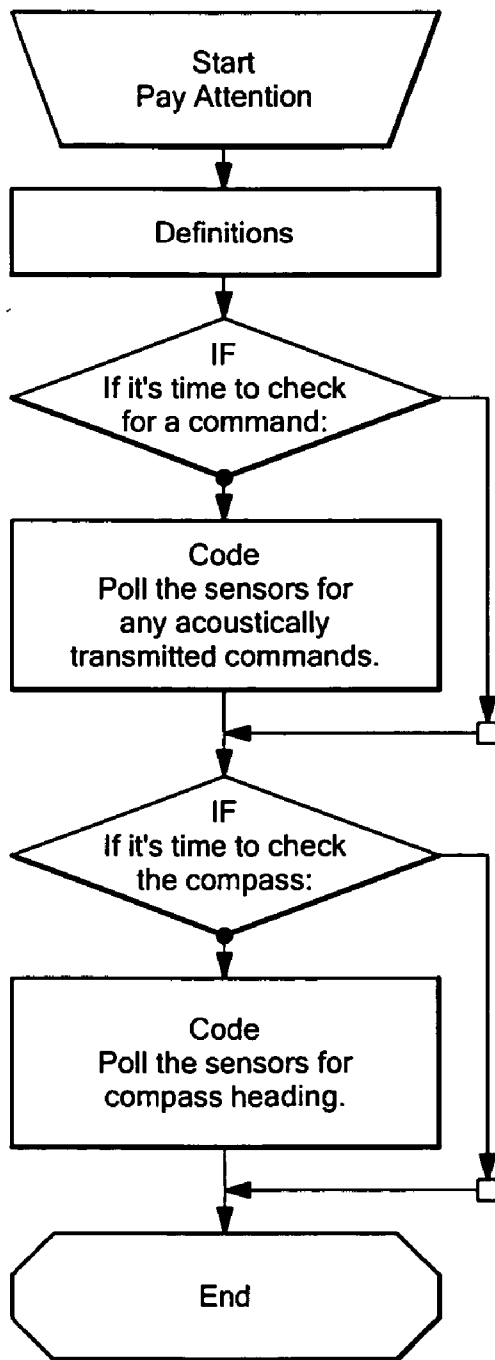 Start
Pay Attention
Definitions
IF
If it's time to check
for a command:
Code
Poll the sensors for
any acoustically
transmitted commands.
IF
If it's time to check
the compass:
Code
Poll the sensors for
compass heading.
End